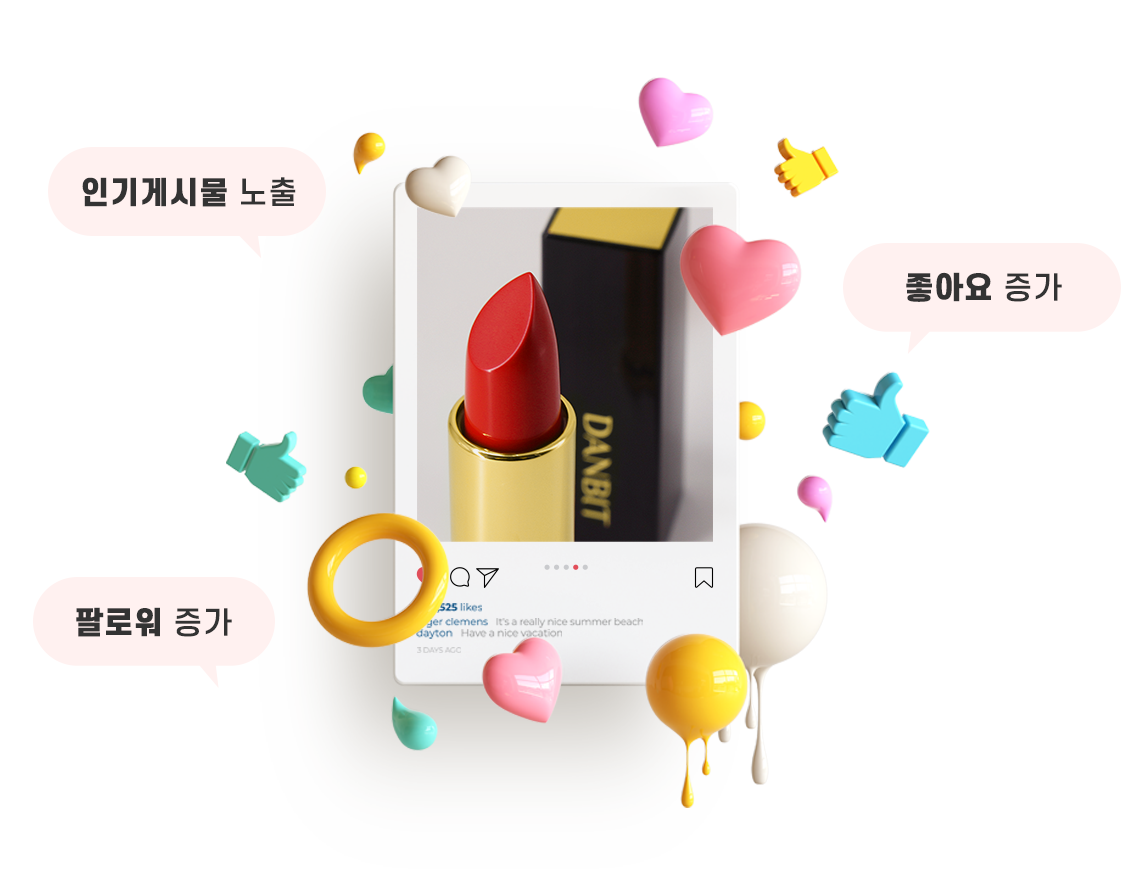 인기게시물 노출
좋아요 증가
DANBIT
525 likes
clemens It's a really nice summer beach
dayton Have a nice vacation
3 DAYS AGC
팔로워 증가